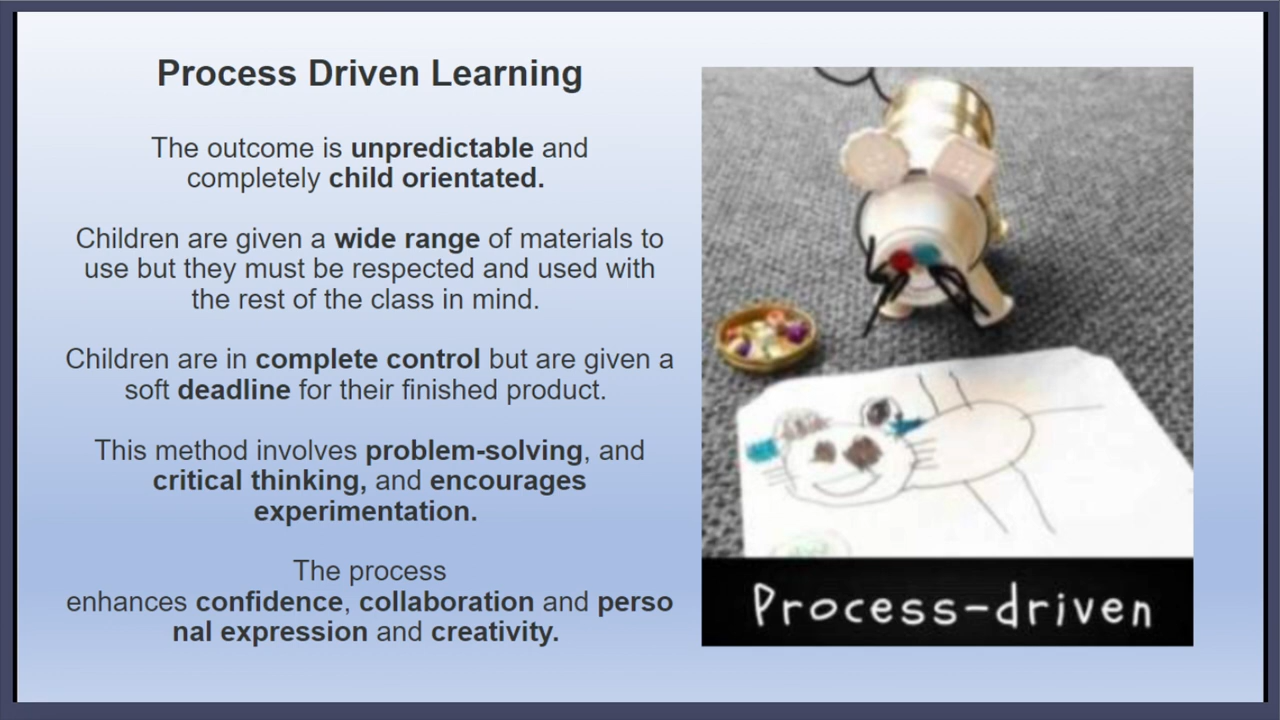 Process Driven Learning
The outcome is unpredictable and
completely child orientated.
Children are given a wide range of materials to
use but they must be respected and used with
the rest of the class in mind.
Children are in complete control but are given a
soft deadline for their finished product.
This method involves problem-solving, and
critical thinking, and encourages
experimentation.
The process
enhances confidence, collaboration and perso
nal expression and creativity.
Process-driven